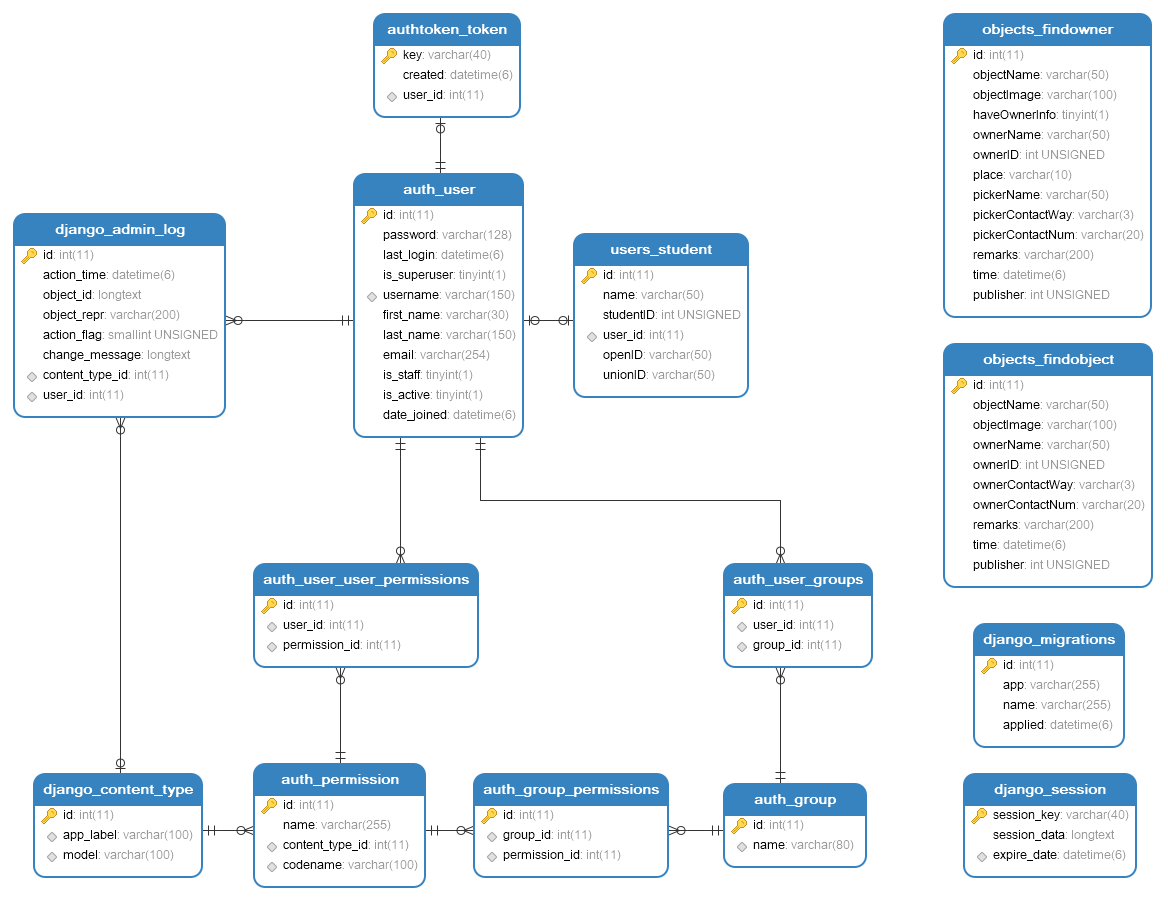 authtoken_token
key: varchar(40)
created: datetime(6)
user_id: int(11)
auth_user
id: int(11)
password: varchar(128)
last_login: datetime(6)
is_superuser: tinyint(1)
username: varchar(150)
first_name: varchar(30)
last_name: varchar(150)
email: varchar(254)
is_staff: tinyint(1)
is_active: tinyint(1)
date_joined: datetime(6)
django_admin_log
id: int(11)
action_time: datetime(6)
object_id: longtext
object_repr: varchar(200)
action_flag: smallint UNSIGNED
change_message: longtext
content_type_id: int(11)
user_id: int(11)
users_student
id: int(11)
name: varchar(50)
studentID: int UNSIGNED
user_id: int(11)
openID: varchar(50)
unionID: varchar(50)
auth_user_user_permissions
id: int(11)
user_id: int(11)
permission_id: int(11)
auth_user_groups
id: int(11)
user_id: int(11)
group_id: int(11)
django_content_type
id: int(11)
app_label: varchar(100)
model: varchar(100)
auth_permission
id: int(11)
name: varchar(255)
content_type_id: int(11)
codename: varchar(100)
auth_group_permissions
id: int(11)
group_id: int(11)
permission_id: int(11)
auth_group
id: int(11)
name: varchar(80)
objects_findowner
id: int(11)
objectName: varchar(50)
objectImage: varchar(100)
haveOwnerInfo: tinyint(1)
ownerName: varchar(50)
ownerID: int UNSIGNED
place: varchar(10)
pickerName: varchar(50)
pickerContactWay: varchar(3)
pickerContactNum: varchar(20)
remarks: varchar(200)
time: datetime(6)
publisher: int UNSIGNED
objects_findobject
id: int(11)
objectName: varchar(50)
objectImage: varchar(100)
ownerName: varchar(50)
ownerID: int UNSIGNED
ownerContactWay: varchar(3)
ownerContactNum: varchar(20)
remarks: varchar(200)
time: datetime(6)
publisher: int UNSIGNED
django_migrations
id: int(11)
app: varchar(255)
name: varchar(255)
applied: datetime(6)
django_session
session_key: varchar(40)
session_data: longtext
expire_date: datetime(6)